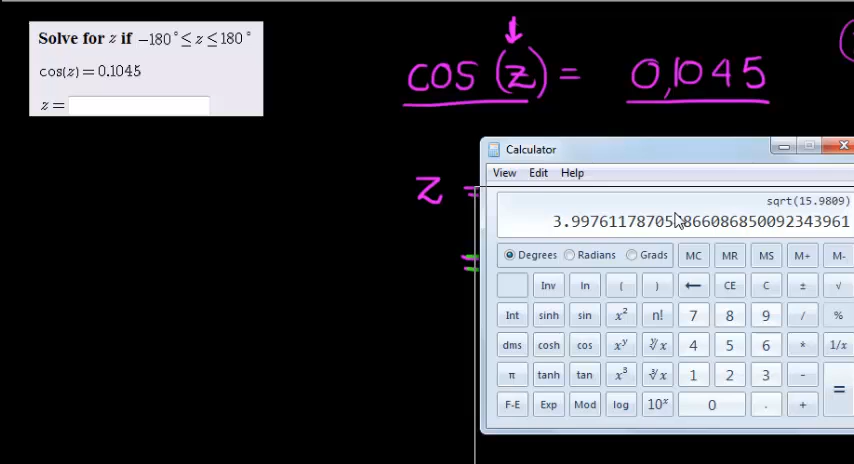 Solve for z if −180° ≤ z ≤ 180°
cos(z) = 0.1045
z =
cos (z) = 0,1045
z =
=
Calculator
View Edit Help
sqrt(15.9809)
Degrees Radians Grads MC MR MS M+ M-
Inv ln ( ) ← CE C ± √
Int sinh sin x² n! 7 8 9 / %
dms cosh cos xʸ ʸ√x 4 5 6 * 1/x
π tanh tan x³ ³√x 1 2 3 - =
F-E Exp Mod log 10ˣ 0 . +